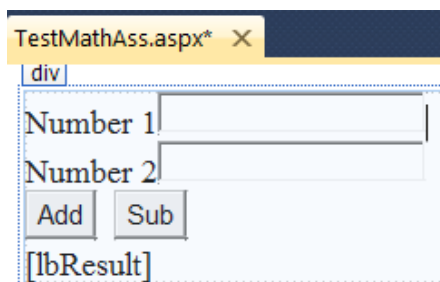 TestMathAss.aspx* X
div
Number 1
Number 2
Add Sub
[lbResult]